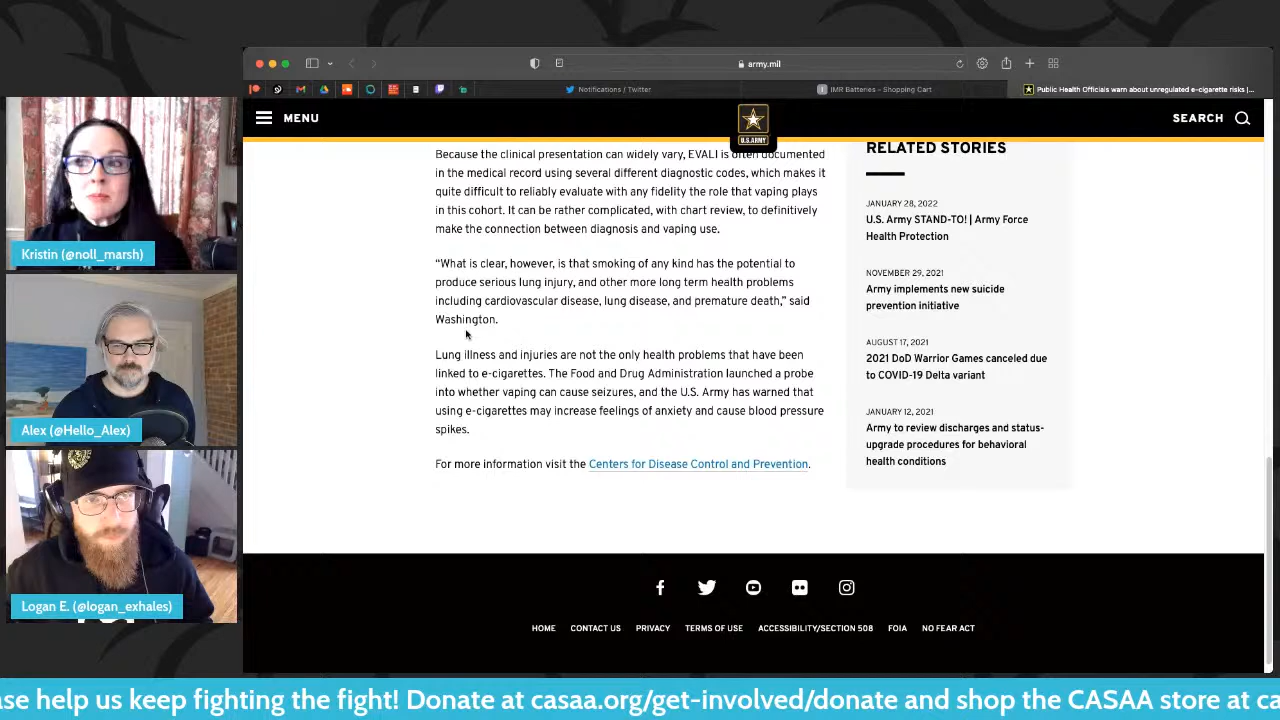 army.mil
Notifications / Twitter
IMR Batteries – Shopping Cart
Public Health Officials warn about unregulated e-cigarette risks |...
MENU
U.S.ARMY
SEARCH
Because the clinical presentation can widely vary, EVALI is often documented
in the medical record using several different diagnostic codes, which makes it
quite difficult to reliably evaluate with any fidelity the role that vaping plays
in this cohort. It can be rather complicated, with chart review, to definitively
make the connection between diagnosis and vaping use.
“What is clear, however, is that smoking of any kind has the potential to
produce serious lung injury, and other more long term health problems
including cardiovascular disease, lung disease, and premature death,” said
Washington.
Lung illness and injuries are not the only health problems that have been
linked to e-cigarettes. The Food and Drug Administration launched a probe
into whether vaping can cause seizures, and the U.S. Army has warned that
using e-cigarettes may increase feelings of anxiety and cause blood pressure
spikes.
For more information visit the Centers for Disease Control and Prevention.
RELATED STORIES
JANUARY 28, 2022
U.S. Army STAND-TO! | Army Force
Health Protection
NOVEMBER 29, 2021
Army implements new suicide
prevention initiative
AUGUST 17, 2021
2021 DoD Warrior Games canceled due
to COVID-19 Delta variant
JANUARY 12, 2021
Army to review discharges and status-
upgrade procedures for behavioral
health conditions
HOME CONTACT US PRIVACY TERMS OF USE ACCESSIBILITY/SECTION 508 FOIA NO FEAR ACT
Kristin (@noll_marsh)
Alex (@Hello_Alex)
Logan E. (@logan_exhales)
se help us keep fighting the fight! Donate at casaa.org/get-involved/donate and shop the CASAA store at ca